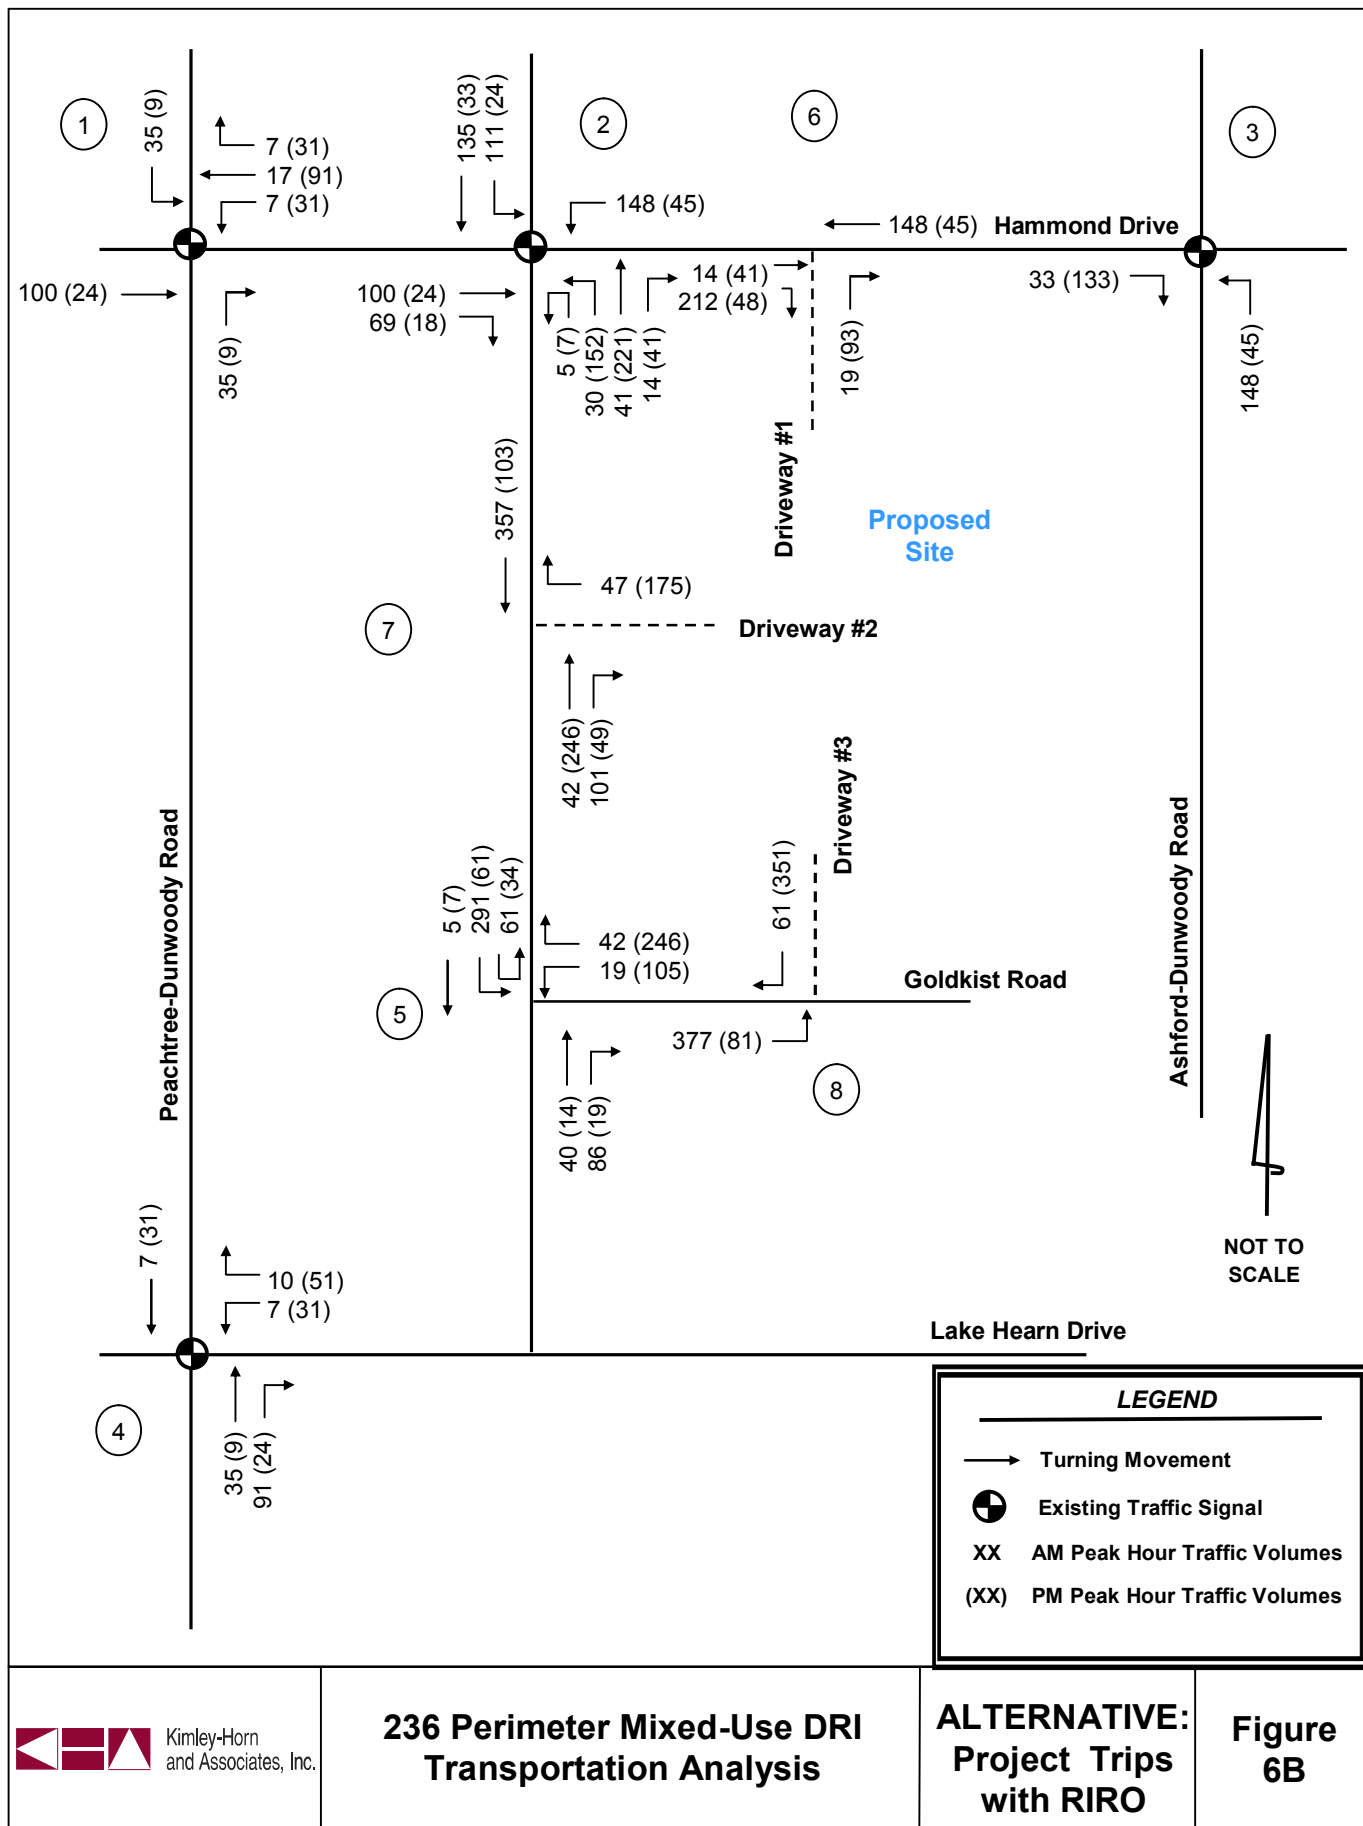 1
35 (9)
7 (31)
17 (91)
7 (31)
135 (33)
111 (24)
2
148 (45)
6
148 (45)
Hammond Drive
3
100 (24)
35 (9)
100 (24)
69 (18)
5 (7)
30 (152)
41 (221)
14 (41)
14 (41)
212 (48)
19 (93)
33 (133)
148 (45)
Driveway #1
357 (103)
Proposed
Site
47 (175)
7
Driveway #2
42 (246)
101 (49)
Driveway #3
Peachtree-Dunwoody Road
Ashford-Dunwoody Road
5 (7)
291 (61)
61 (34)
42 (246)
19 (105)
61 (351)
Goldkist Road
5
377 (81)
8
40 (14)
86 (19)
7 (31)
10 (51)
7 (31)
NOT TO
SCALE
Lake Hearn Drive
4
35 (9)
91 (24)
LEGEND
Turning Movement
Existing Traffic Signal
XX AM Peak Hour Traffic Volumes
(XX) PM Peak Hour Traffic Volumes
Kimley-Horn
and Associates, Inc.
236 Perimeter Mixed-Use DRI
Transportation Analysis
ALTERNATIVE:
Project Trips
with RIRO
Figure
6B